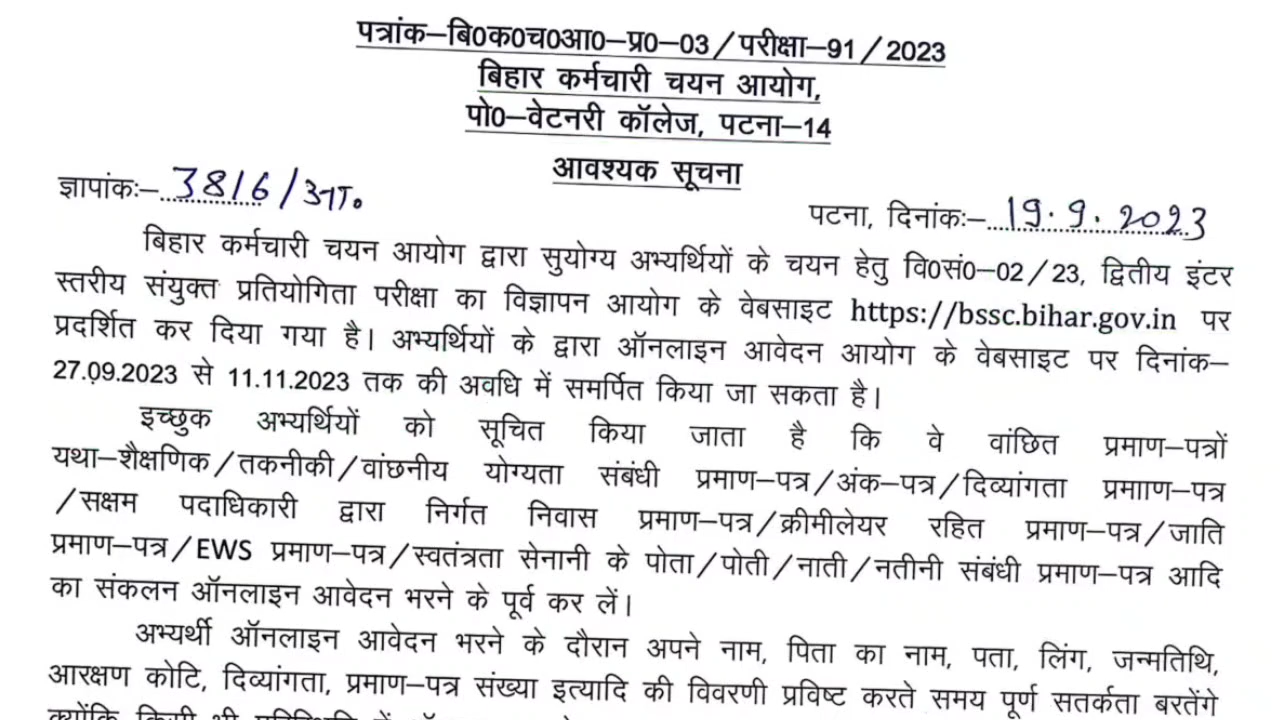 पत्रांक–बि0क0च0आ0–प्र0–03/परीक्षा–91/2023
बिहार कर्मचारी चयन आयोग,
पो0–वेटनरी कॉलेज, पटना–14
आवश्यक सूचना
ज्ञापांकः–3816/आ०
पटना, दिनांकः–19.9.2023
बिहार कर्मचारी चयन आयोग द्वारा सुयोग्य अभ्यर्थियों के चयन हेतु वि0सं0–02/23, द्वितीय इंटर
स्तरीय संयुक्त प्रतियोगिता परीक्षा का विज्ञापन आयोग के वेबसाइट https://bssc.bihar.gov.in पर
प्रदर्शित कर दिया गया है। अभ्यर्थियों के द्वारा ऑनलाइन आवेदन आयोग के वेबसाइट पर दिनांक–
27.09.2023 से 11.11.2023 तक की अवधि में समर्पित किया जा सकता है।
इच्छुक अभ्यर्थियों को सूचित किया जाता है कि वे वांछित प्रमाण–पत्रों
यथा–शैक्षणिक/तकनीकी/वांछनीय योग्यता संबंधी प्रमाण–पत्र/अंक–पत्र/दिव्यांगता प्रमााण–पत्र
/सक्षम पदाधिकारी द्वारा निर्गत निवास प्रमाण–पत्र/क्रीमीलेयर रहित प्रमाण–पत्र/जाति
प्रमाण–पत्र/EWS प्रमाण–पत्र/स्वतंत्रता सेनानी के पोता/पोती/नाती/नतीनी संबंधी प्रमाण–पत्र आदि
का संकलन ऑनलाइन आवेदन भरने के पूर्व कर लें।
अभ्यर्थी ऑनलाइन आवेदन भरने के दौरान अपने नाम, पिता का नाम, पता, लिंग, जन्मतिथि,
आरक्षण कोटि, दिव्यांगता, प्रमाण–पत्र संख्या इत्यादि की विवरणी प्रविष्ट करते समय पूर्ण सतर्कता बरतेंगे
क्योंकि किसी भी परिस्थिति में